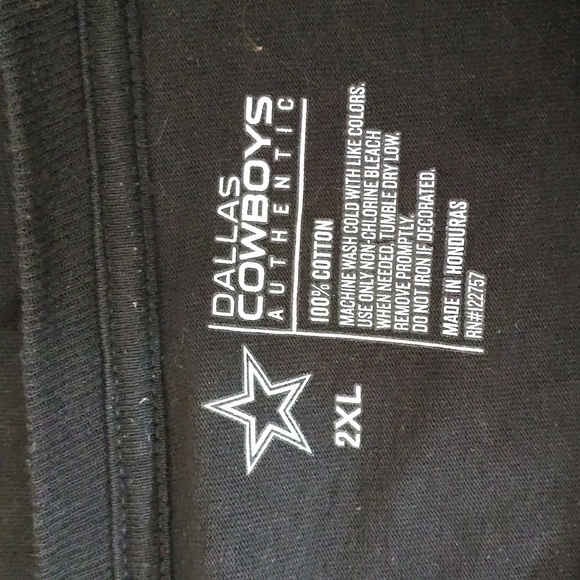 DALLAS
COWBOYS
AUTHENTIC
100% COTTON
MACHINE WASH COLD WITH LIKE COLORS.
USE ONLY NON-CHLORINE BLEACH
WHEN NEEDED. TUMBLE DRY LOW.
REMOVE PROMPTLY.
DO NOT IRON IF DECORATED.
MADE IN HONDURAS
RN#122757
2XL